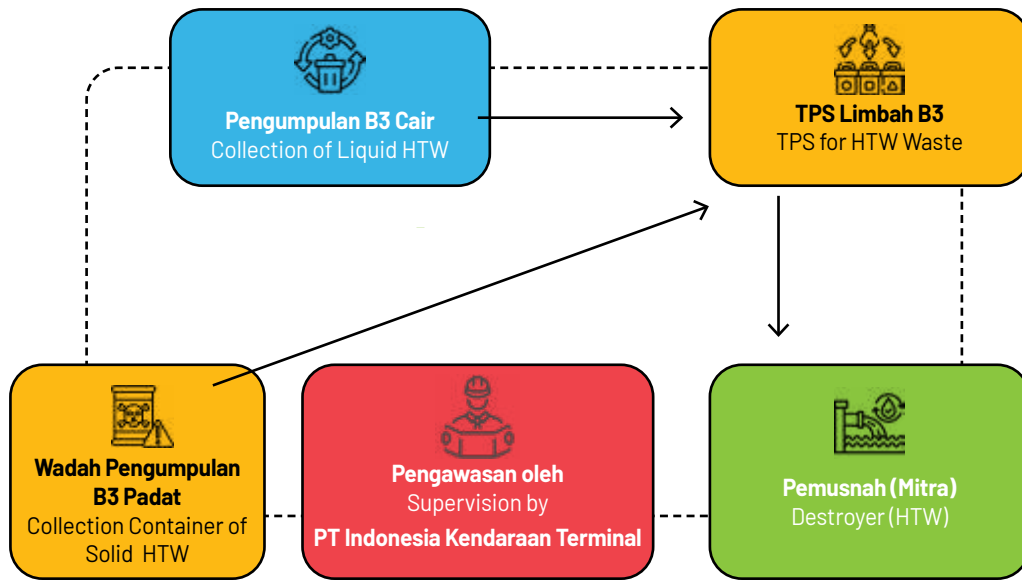 Pengumpulan B3 Cair
Collection of Liquid HTW
TPS Limbah B3
TPS for HTW Waste
Wadah Pengumpulan
B3 Padat
Collection Container of
Solid HTW
Pengawasan oleh
Supervision by
PT Indonesia Kendaraan Terminal
Pemusnah (Mitra)
Destroyer (HTW)